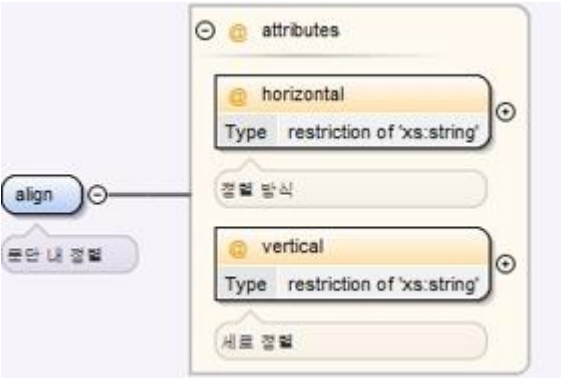 @ attributes
@ horizontal
Type restriction of 'xs:string'
정렬 방식
align
문단 내 정렬
@ vertical
Type restriction of 'xs:string'
세로 정렬